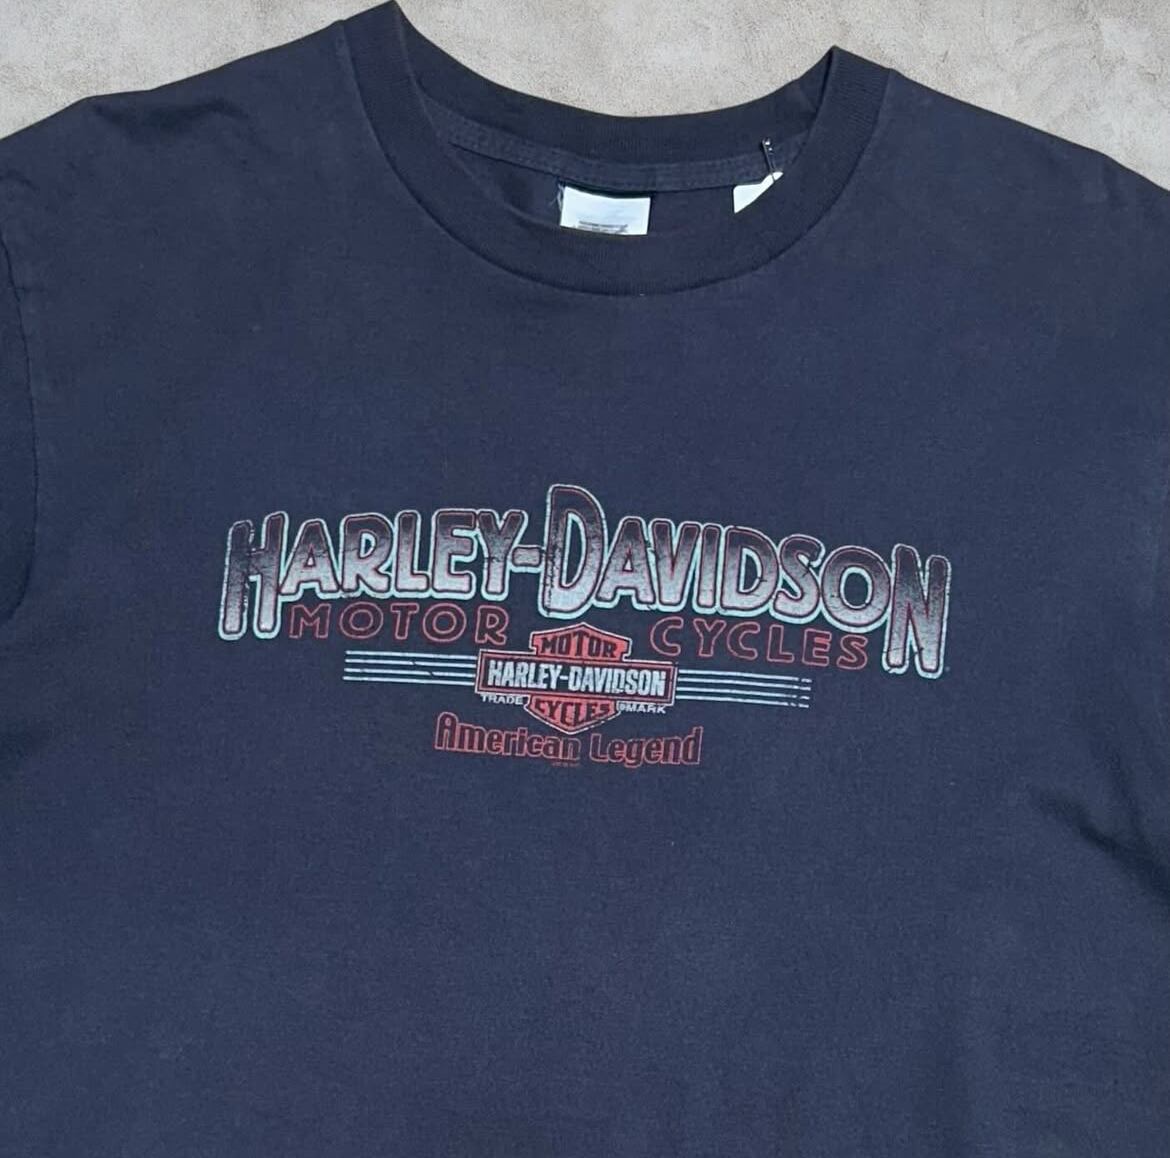 HARLEY-DAVIDSON
MOTOR CYCLES
MOTOR
HARLEY-DAVIDSON
TRADE CYCLES ®MARK
American Legend